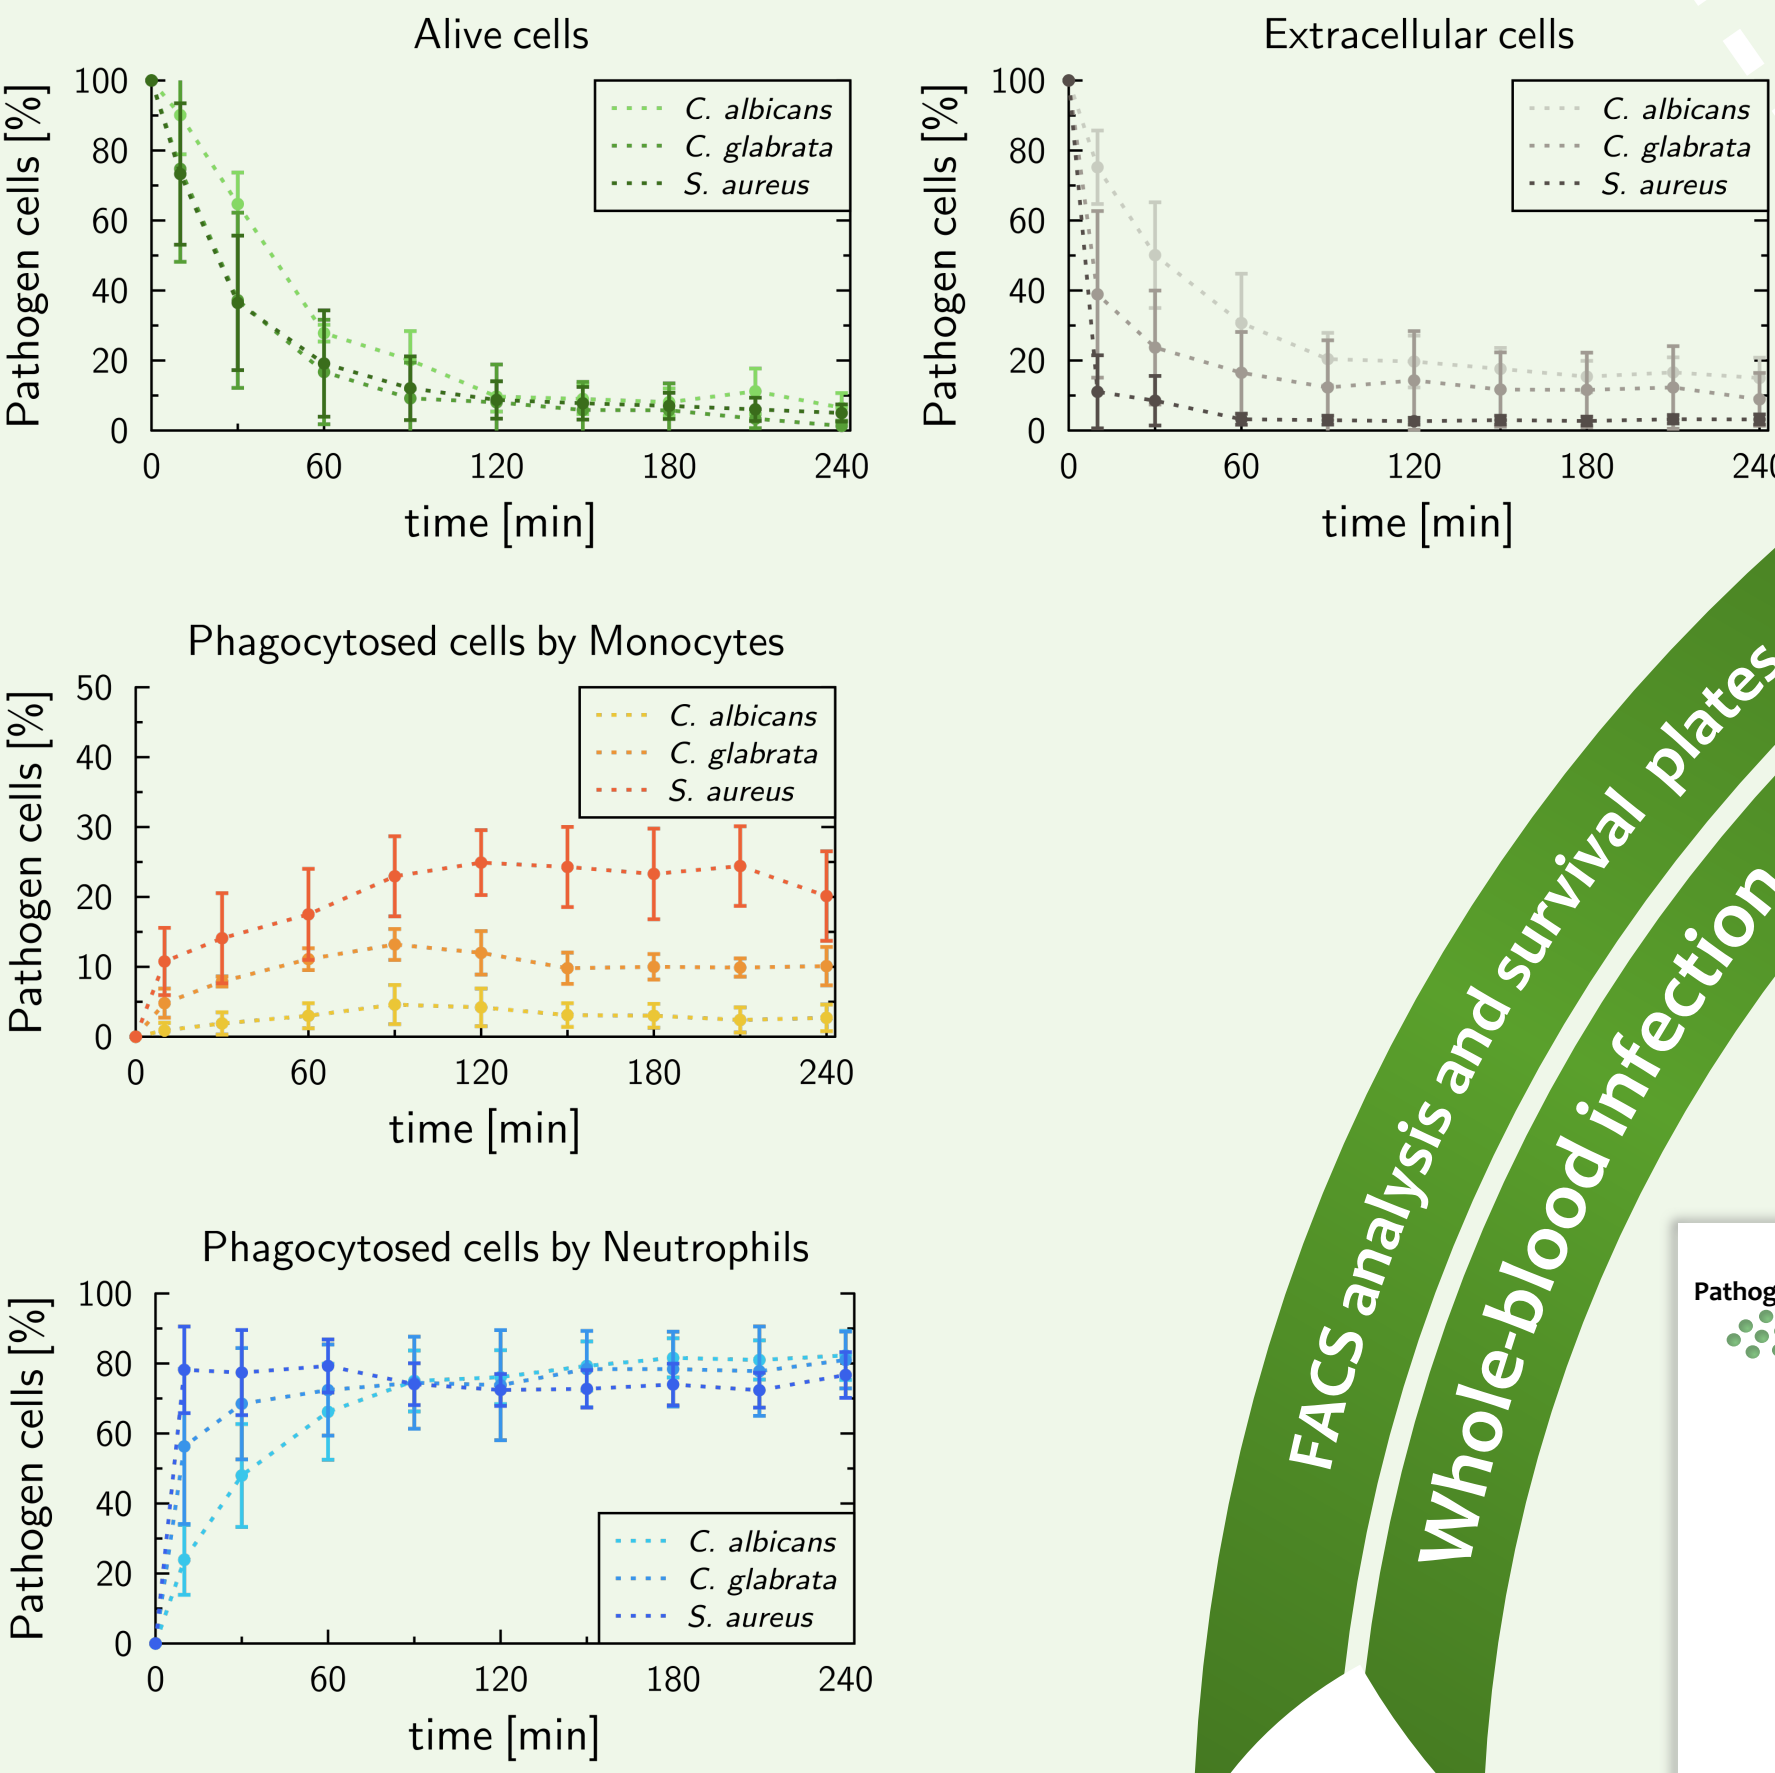 Alive cells
Pathogen cells [%]
100
80
60
40
20
0
C. albicans
C. glabrata
S. aureus
0 60 120 180 240
time [min]
Extracellular cells
Pathogen cells [%]
100
80
60
40
20
0
C. albicans
C. glabrata
S. aureus
0 60 120 180 240
time [min]
Phagocytosed cells by Monocytes
Pathogen cells [%]
50
40
30
20
10
0
C. albicans
C. glabrata
S. aureus
0 60 120 180 240
time [min]
Phagocytosed cells by Neutrophils
Pathogen cells [%]
100
80
60
40
20
0
C. albicans
C. glabrata
S. aureus
0 60 120 180 240
time [min]
FACS analysis and survival plates
Whole-blood infection
Pathog